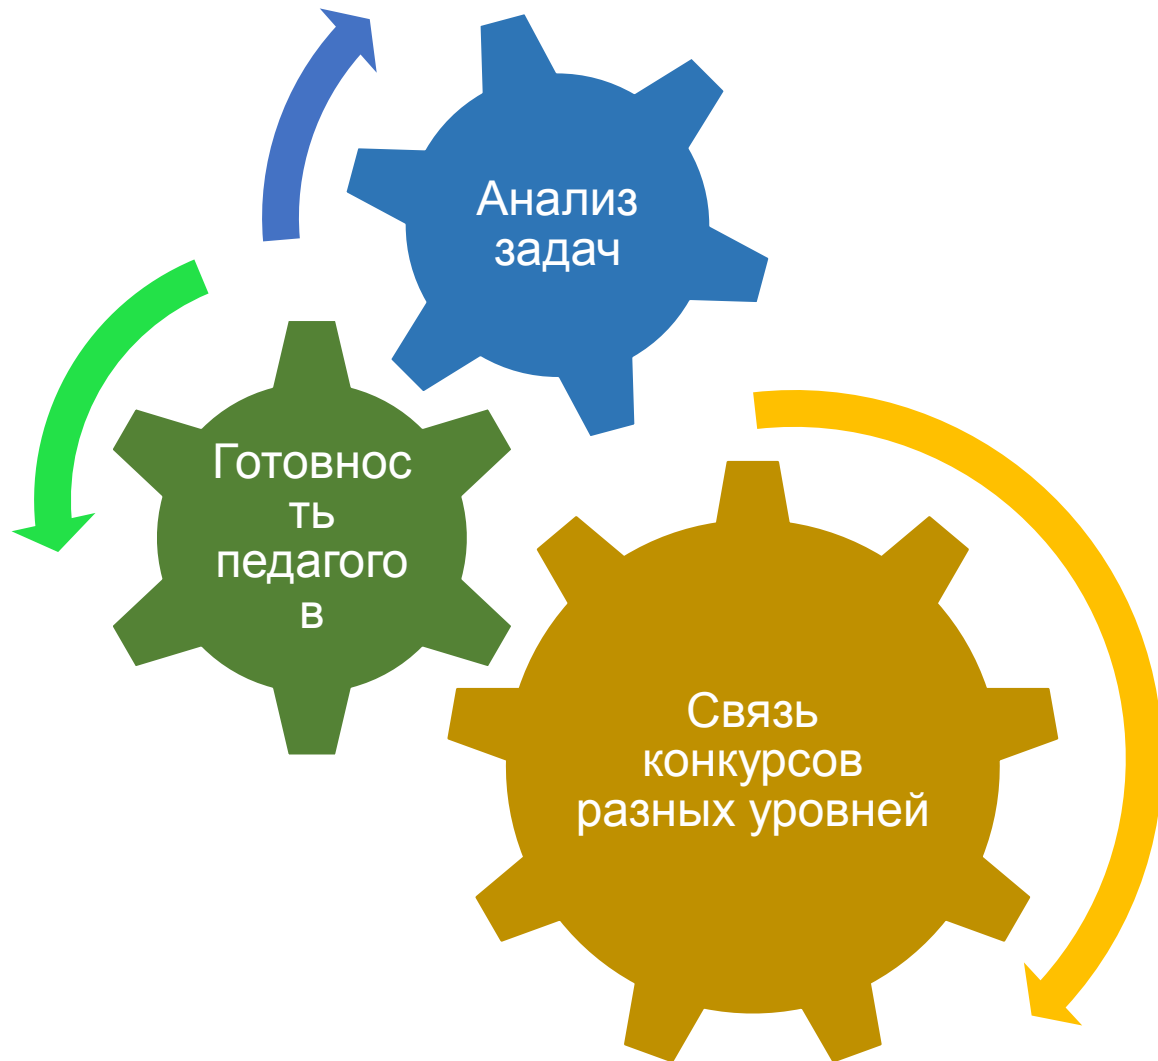 Анализ
задач
Готовнос
ть
педагого
в
Связь
конкурсов
разных уровней